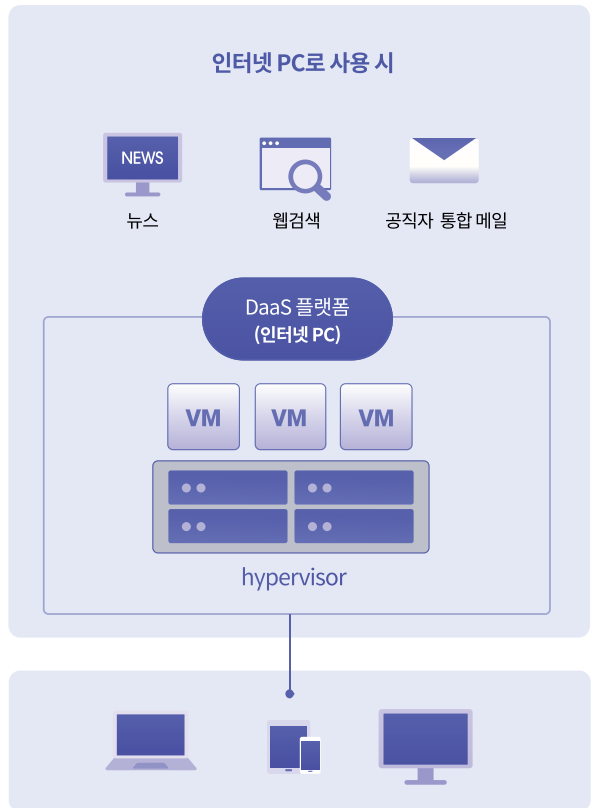 인터넷 PC로 사용 시
NEWS
뉴스
웹검색
공직자 통합 메일
DaaS 플랫폼
(인터넷 PC)
VM
VM
VM
hypervisor